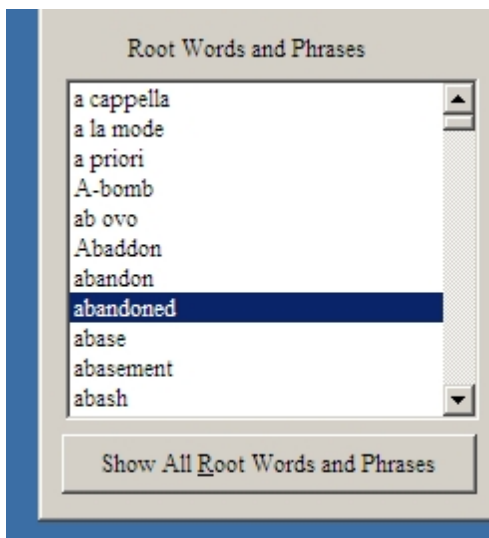 Root Words and Phrases
a cappella
a la mode
a priori
A-bomb
ab ovo
Abaddon
abandon
abandoned
abase
abasement
abash
Show All Root Words and Phrases